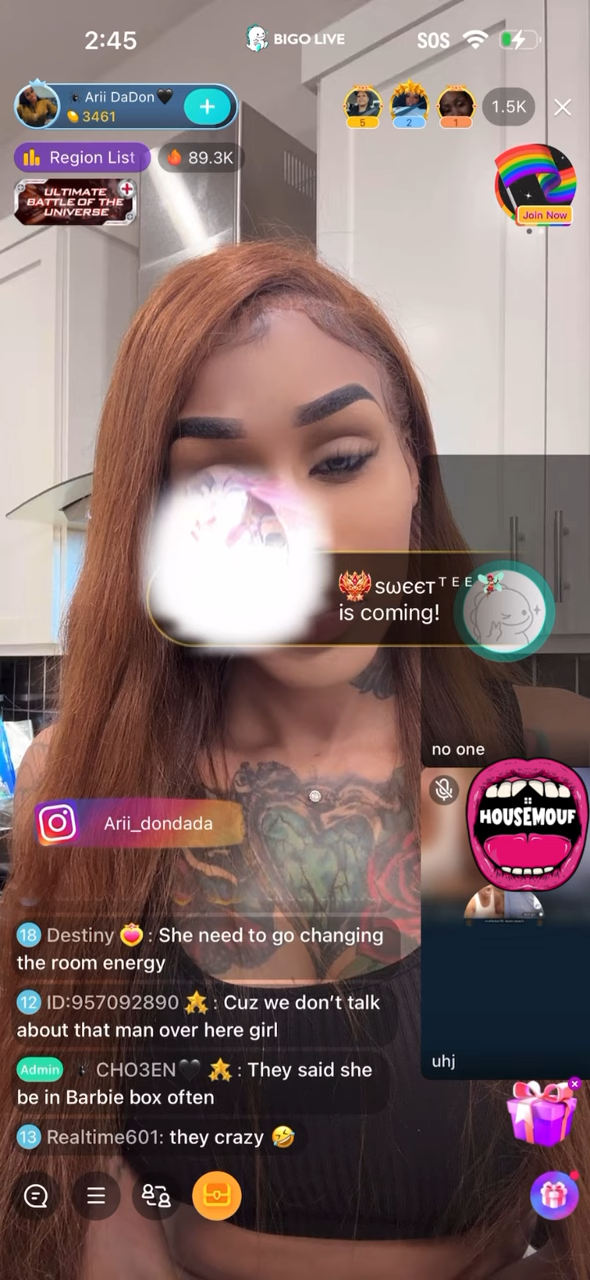 2:45
BIGO LIVE
SOS
Arii DaDon🖤
3461
5
2
1
1.5K
Region List
89.3K
ULTIMATE
BATTLE OF THE
UNIVERSE
Join Now
sωєєт ᵀᴱᴱ
is coming!
no one
HOUSEMOUF
Arii_dondada
18 Destiny : She need to go changing
the room energy
12 ID:957092890 : Cuz we don't talk
about that man over here girl
Admin CHO3EN🖤 : They said she
be in Barbie box often
uhj
13 Realtime601: they crazy 🤣